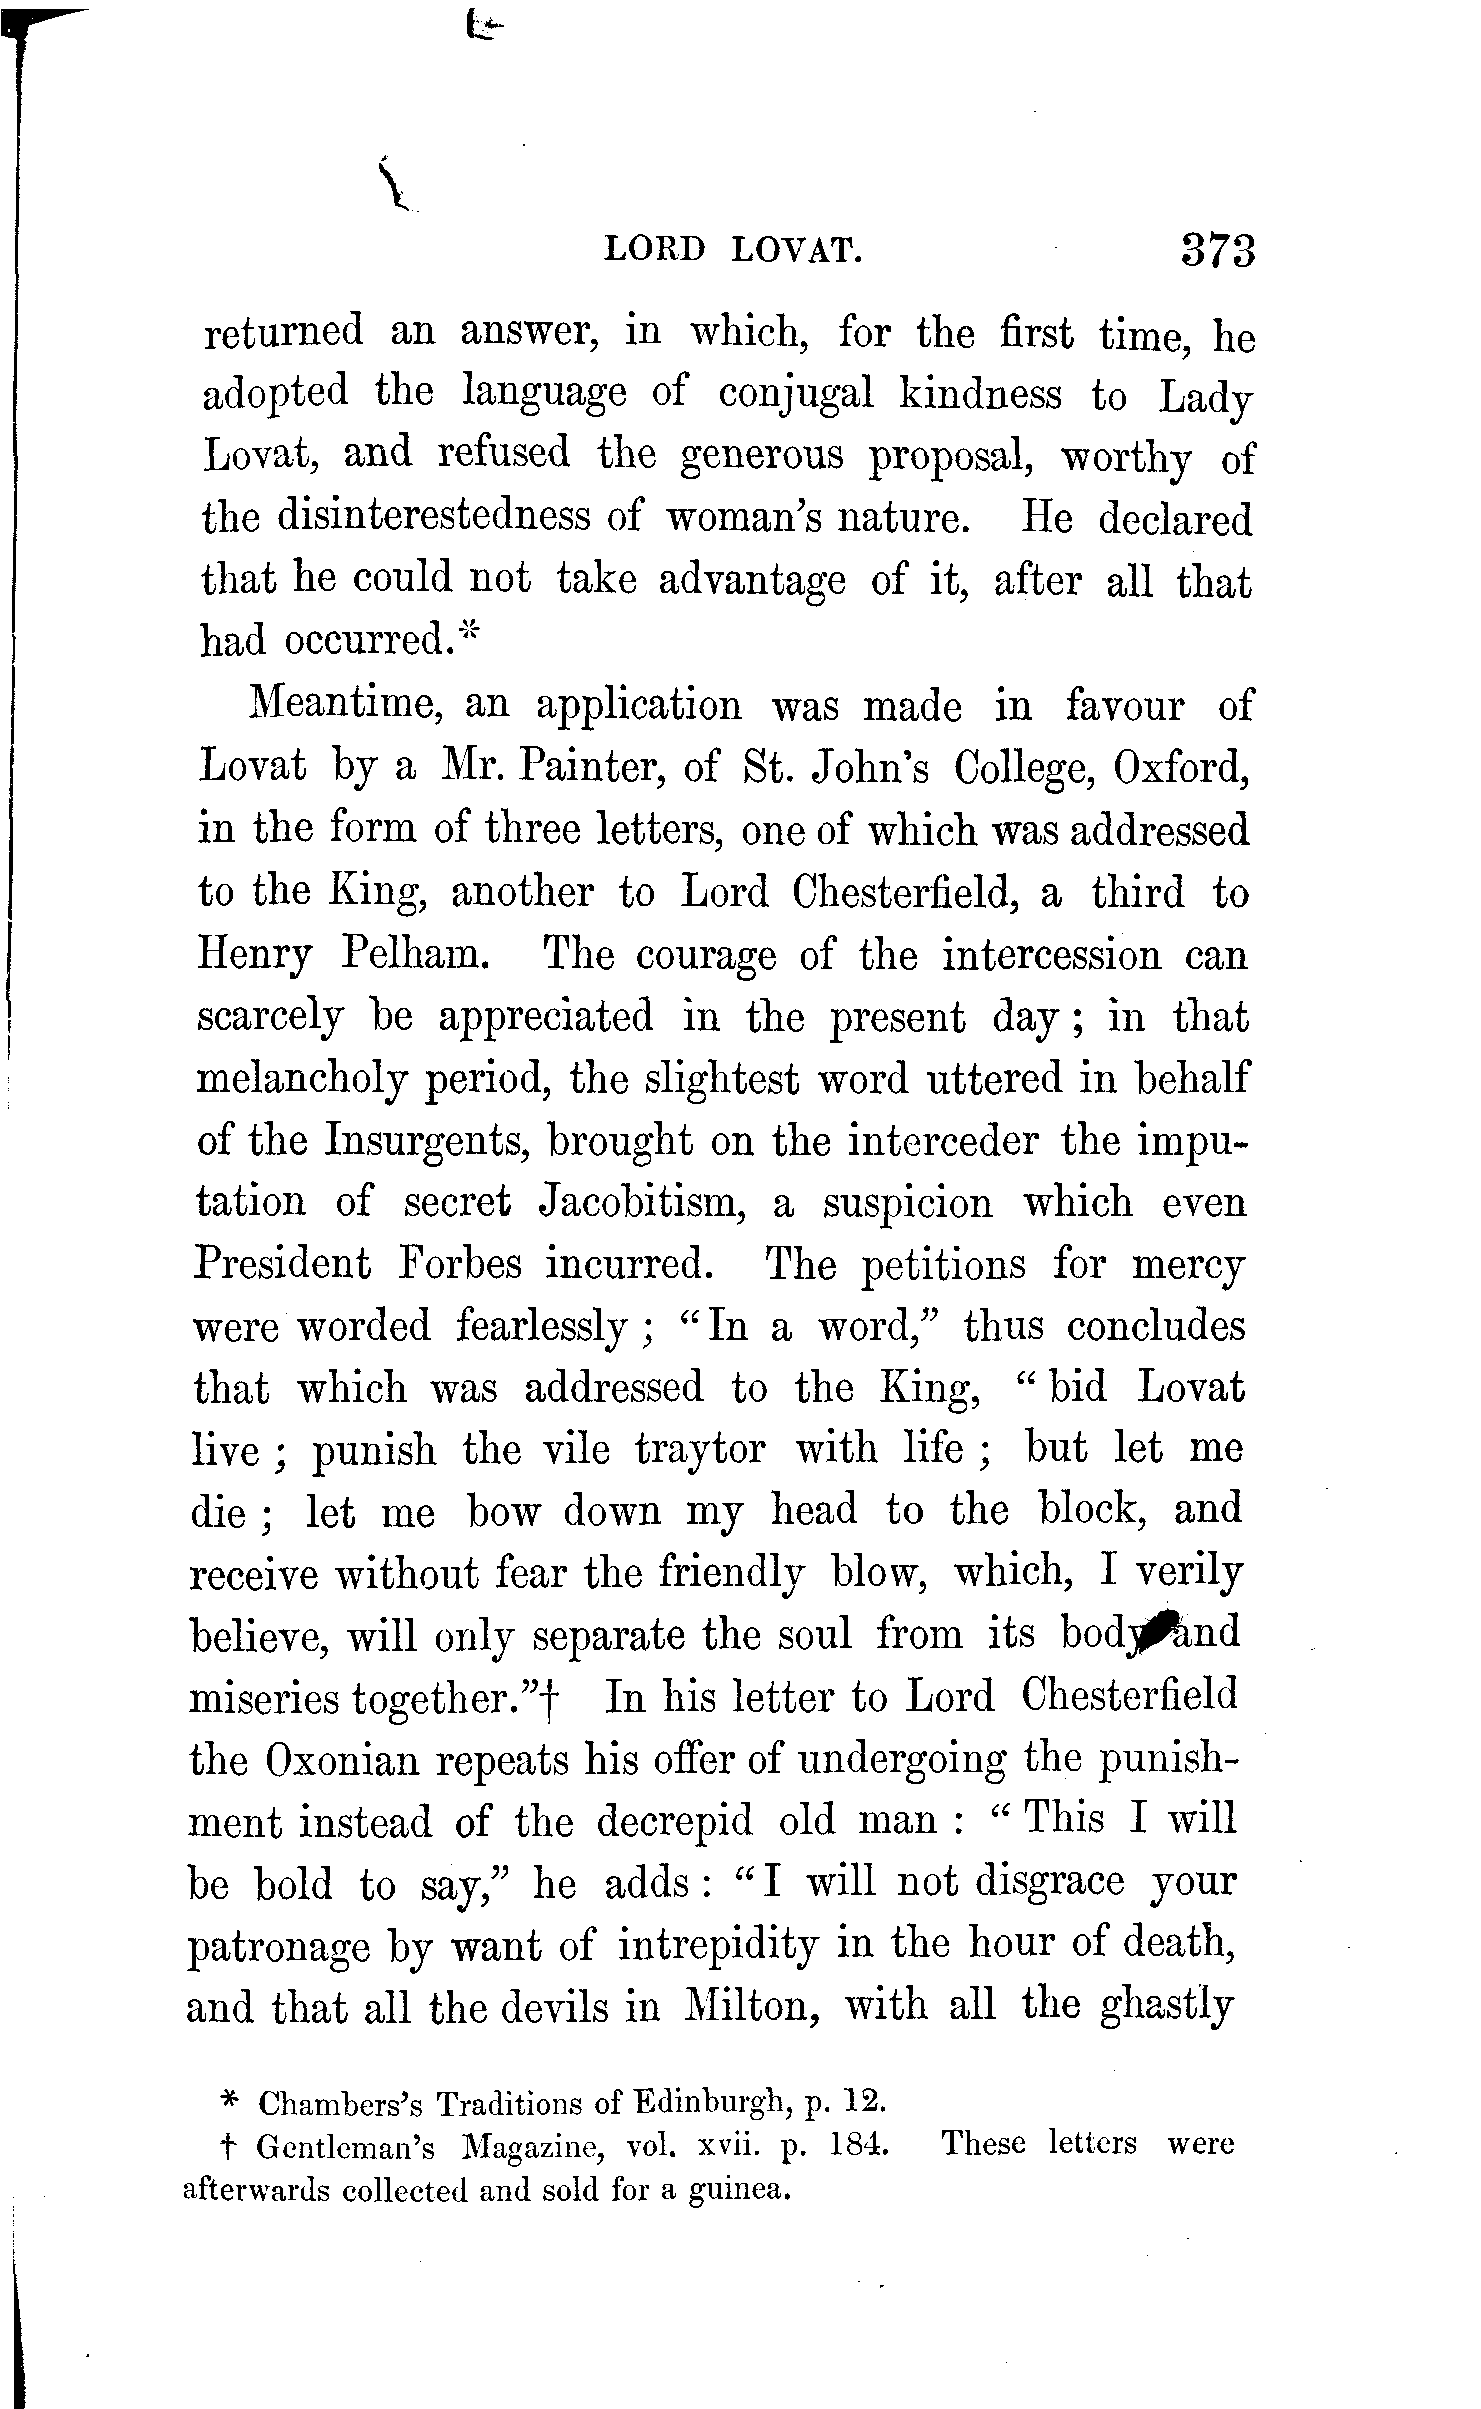 LORD LOVAT. 373
returned an answer, in which, for the first time, he
adopted the language of conjugal kindness to Lady
Lovat, and refused the generous proposal, worthy of
the disinterestedness of woman's nature. He declared
that he could not take advantage of it, after all that
had occurred.*
Meantime, an application was made in favour of
Lovat by a Mr. Painter, of St. John's College, Oxford,
in the form of three letters, one of which was addressed
to the King, another to Lord Chesterfield, a third to
Henry Pelham. The courage of the intercession can
scarcely be appreciated in the present day ; in that
melancholy period, the slightest word uttered in behalf
of the Insurgents, brought on the interceder the impu-
tation of secret Jacobitism, a suspicion which even
President Forbes incurred. The petitions for mercy
were worded fearlessly ; “In a word,” thus concludes
that which was addressed to the King, “ bid Lovat
live ; punish the vile traytor with life ; but let me
die ; let me bow down my head to the block, and
receive without fear the friendly blow, which, I verily
believe, will only separate the soul from its body and
miseries together.”† In his letter to Lord Chesterfield
the Oxonian repeats his offer of undergoing the punish-
ment instead of the decrepid old man : “ This I will
be bold to say,” he adds : “I will not disgrace your
patronage by want of intrepidity in the hour of death,
and that all the devils in Milton, with all the ghastly
* Chambers's Traditions of Edinburgh, p. 12.
† Gentleman's Magazine, vol. xvii. p. 184. These letters were
afterwards collected and sold for a guinea.